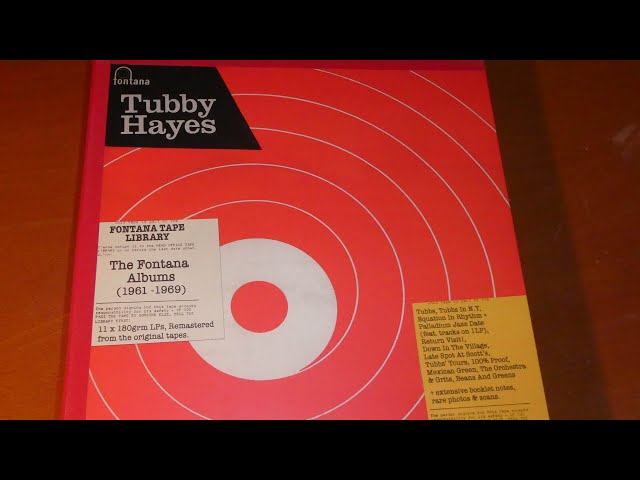 fontana
Tubby
Hayes
FONTANA TAPE
LIBRARY
The Fontana
Albums
(1961 -1969)
LIBRARY FIRST!
11 x 180grm LPs, Remastered
from the original tapes.
Tubbs, Tubbs in N.Y,
Equation in Rhythm +
Palladium Jazz Date
(feat. tracks on 1LP),
Return Visit!,
Down In The Village,
Late Spot At Scott's,
Tubbs' Tours, 100% Proof,
Mexican Green, The Orchestra
& Grits, Beans And Greens
+ extensive booklet notes,
rare photos & scans.